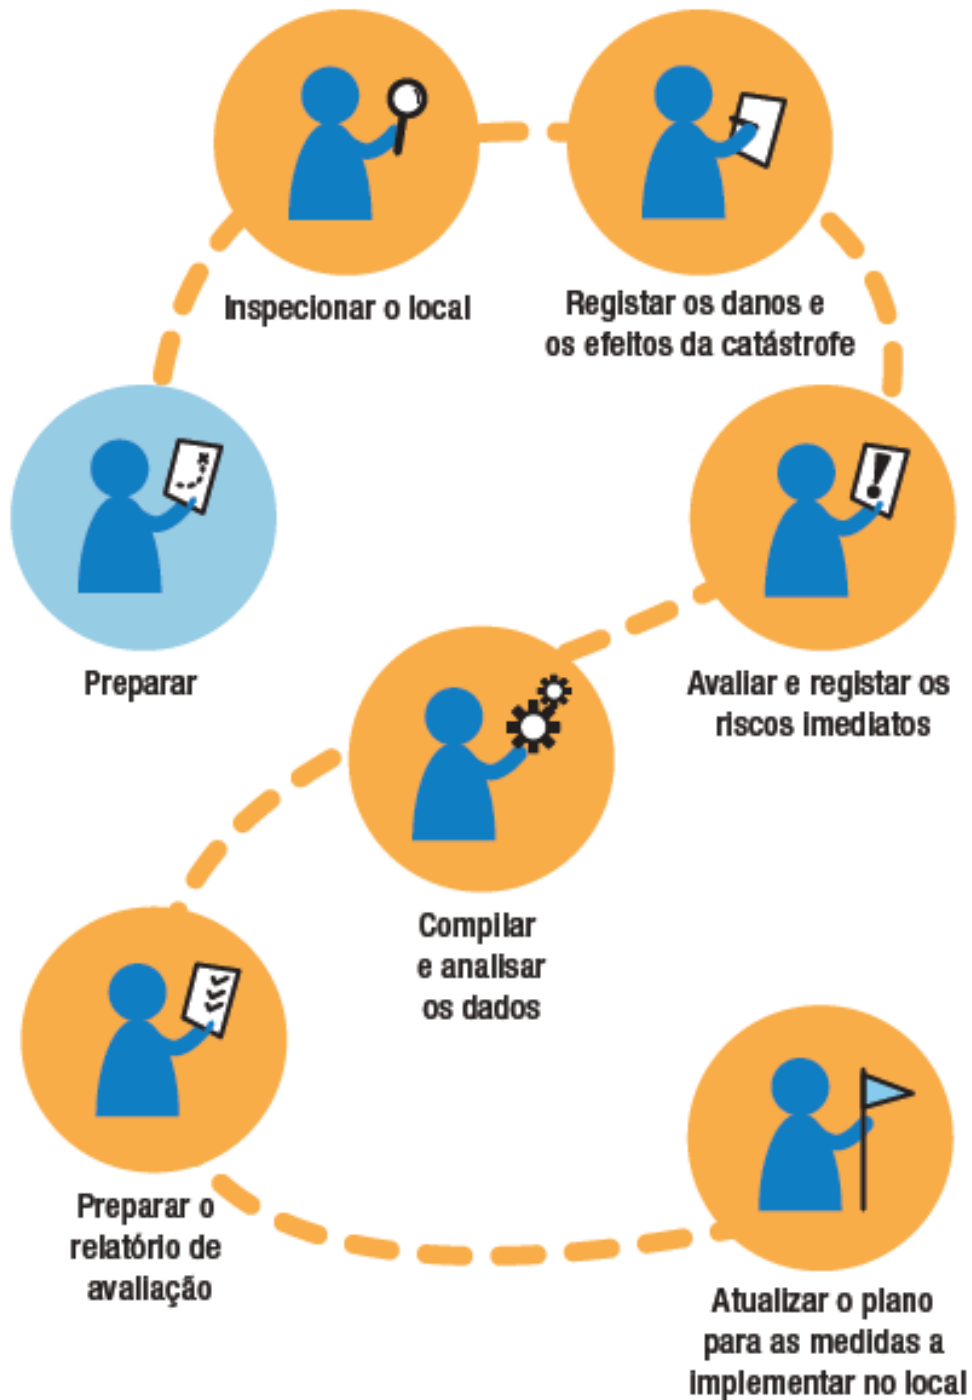 Inspecionar o local
Registar os danos e
os efeitos da catástrofe
Preparar
Avaliar e registar os
riscos imediatos
Compilar
e analisar
os dados
Preparar o
relatório de
avaliação
Atualizar o plano
para as medidas a
implementar no local